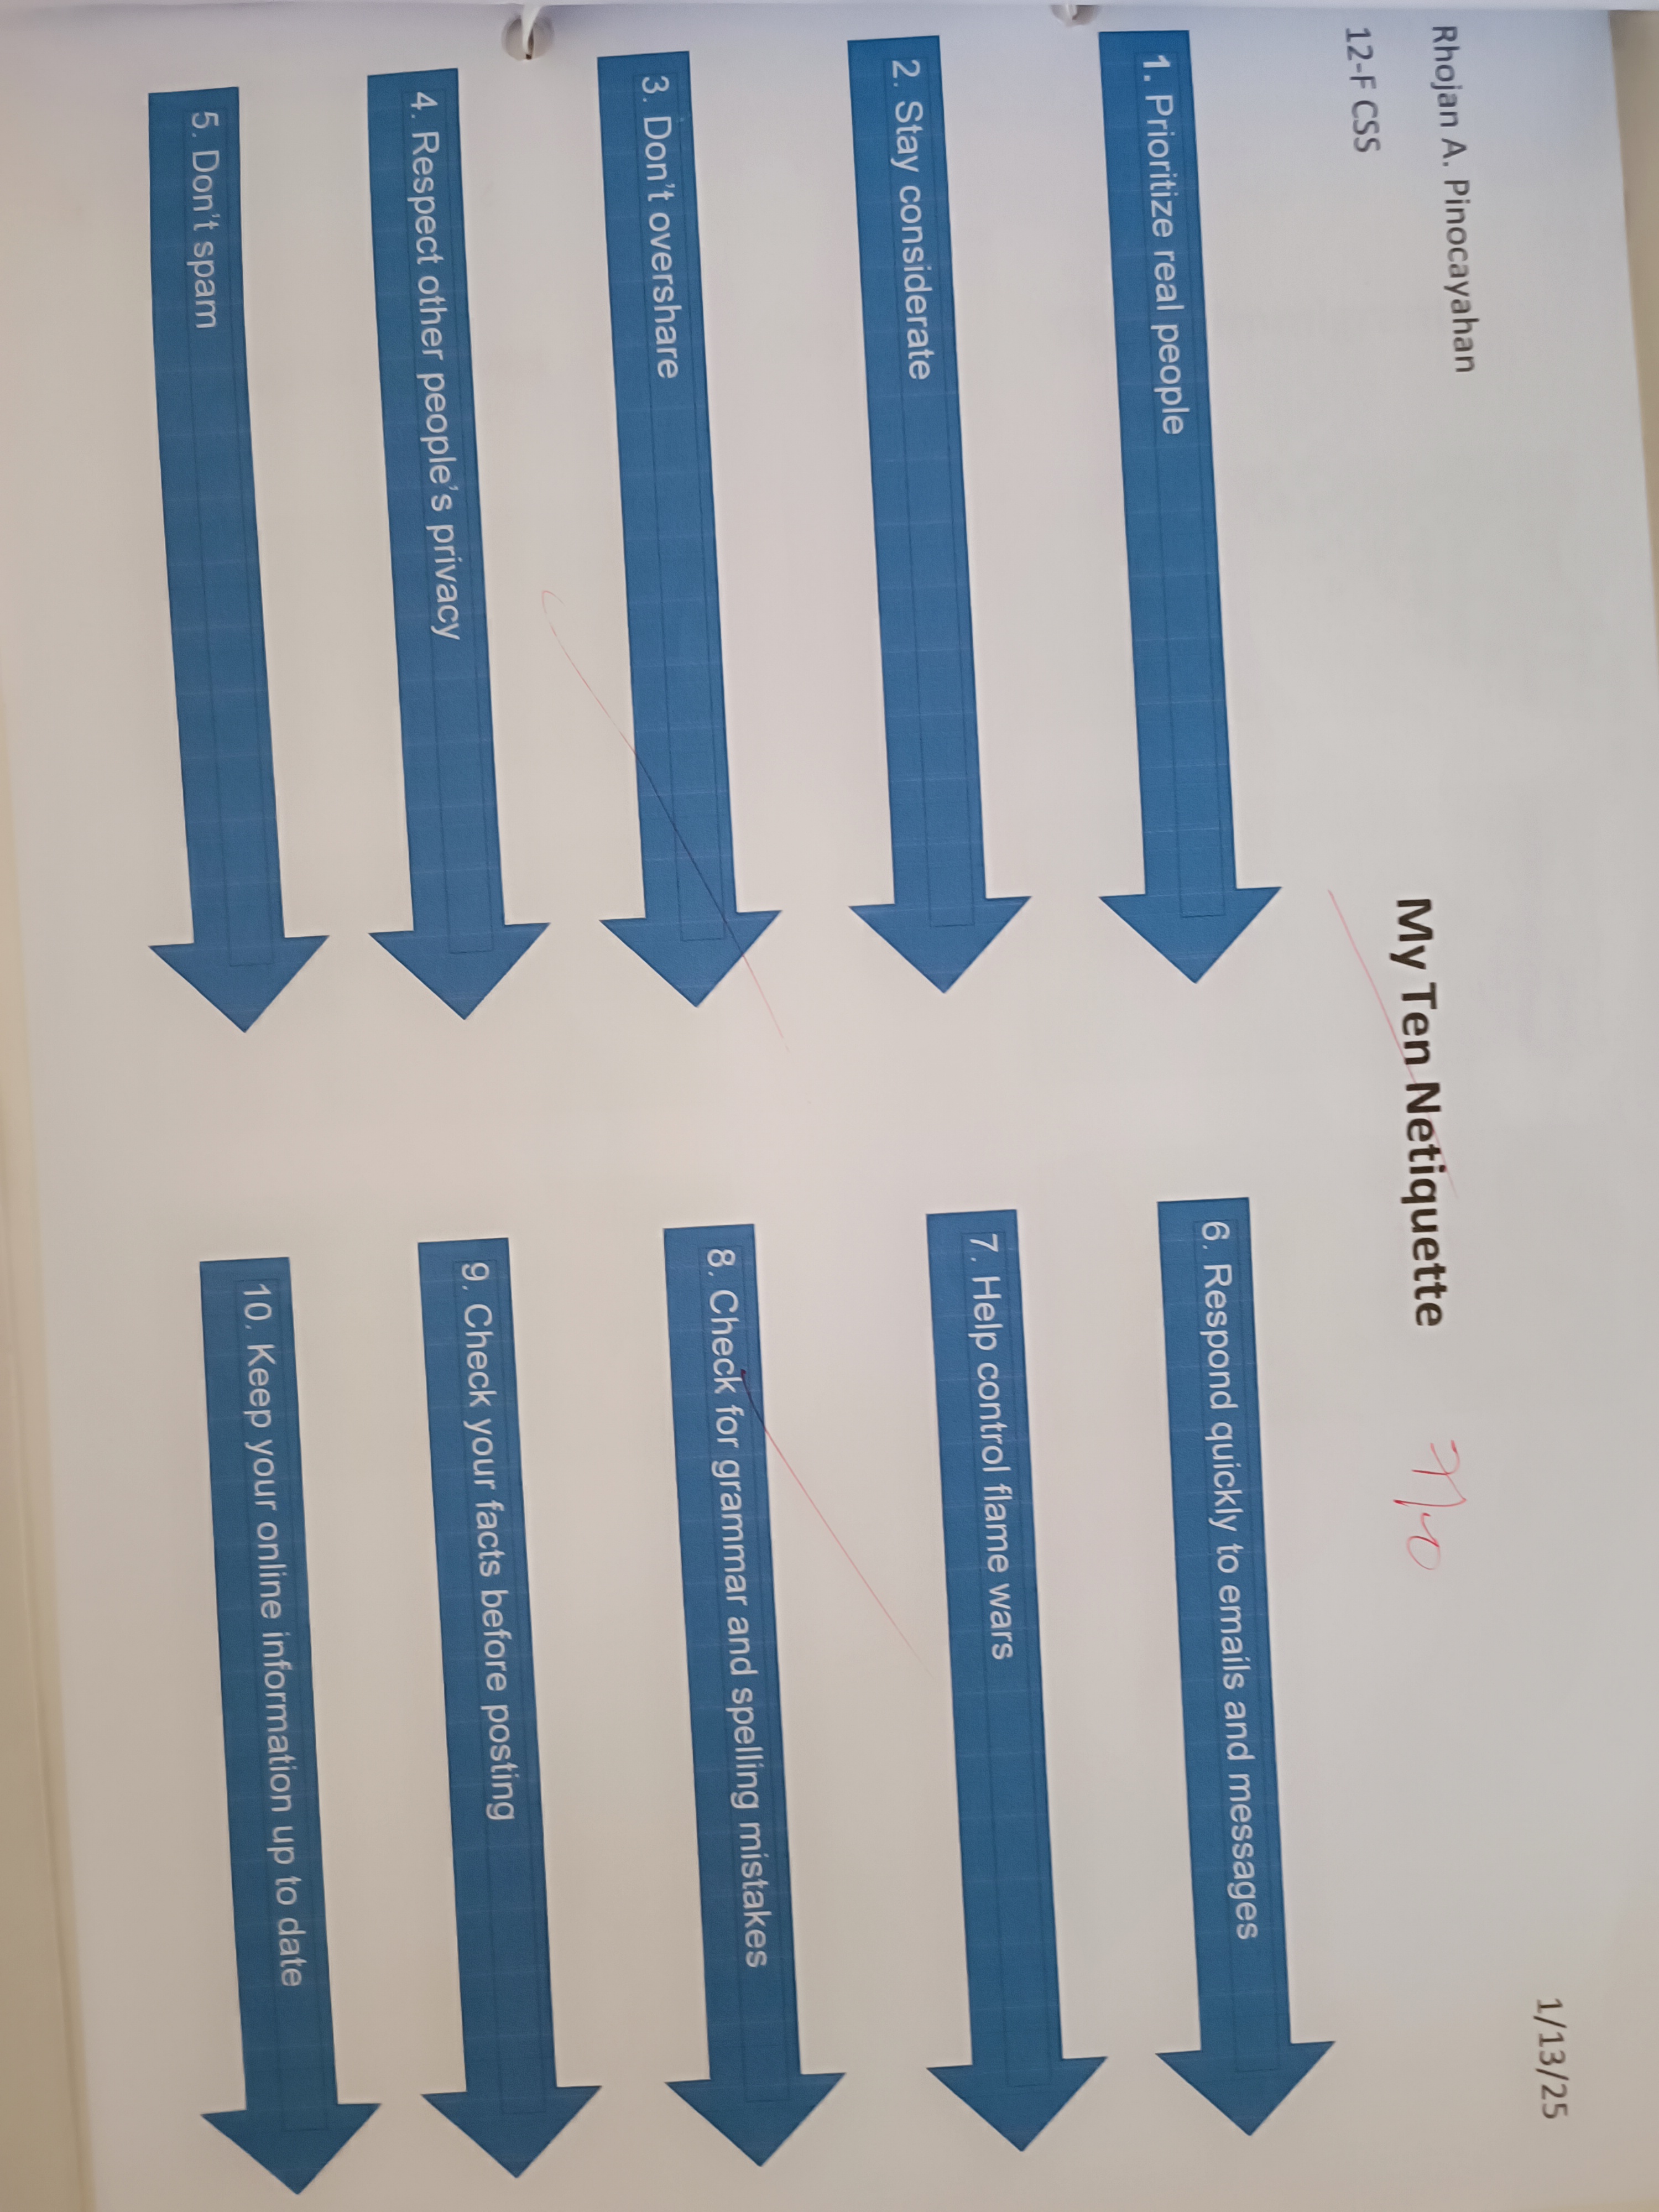 1/13/25
Rhojan A. Pinocayahan
12-F CSS
My Ten Netiquette
1. Prioritize real people
2. Stay considerate
3. Don't overshare
4. Respect other people's privacy
5. Don't spam
6. Respond quickly to emails and messages
7. Help control flame wars
8. Check for grammar and spelling mistakes
9. Check your facts before posting
10. Keep your online information up to date